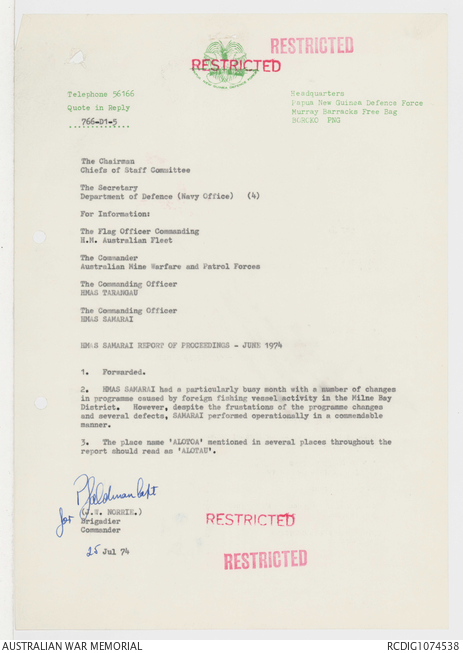 RESTRICTED
RESTRICTED
Telephone 56166
Quote in Reply
766-D1-5
Headquarters
Papua New Guinea Defence Force
Murray Barracks Free Bag
BOROKO PNG
The Chairman
Chiefs of Staff Committee
The Secretary
Department of Defence (Navy Office) (4)
For Information:
The Flag Officer Commanding
H.M. Australian Fleet
The Commander
Australian Mine Warfare and Patrol Forces
The Commanding Officer
HMAS TARANGAU
The Commanding Officer
HMAS SAMARAI
HMAS SAMARAI REPORT OF PROCEEDINGS - JUNE 1974
1. Forwarded.
2. HMAS SAMARAI had a particularly busy month with a number of changes
in programme caused by foreign fishing vessel activity in the Milne Bay
District. However, despite the frustations of the programme changes
and several defects, SAMARAI performed operationally in a commendable
manner.
3. The place name 'ALOTOA' mentioned in several places throughout the
report should read as 'ALOTAU'.
for
NORRIE.)
Brigadier
Commander
25 Jul 74
RESTRICTED
RESTRICTED
AUSTRALIAN WAR MEMORIAL
RCDIG1074538